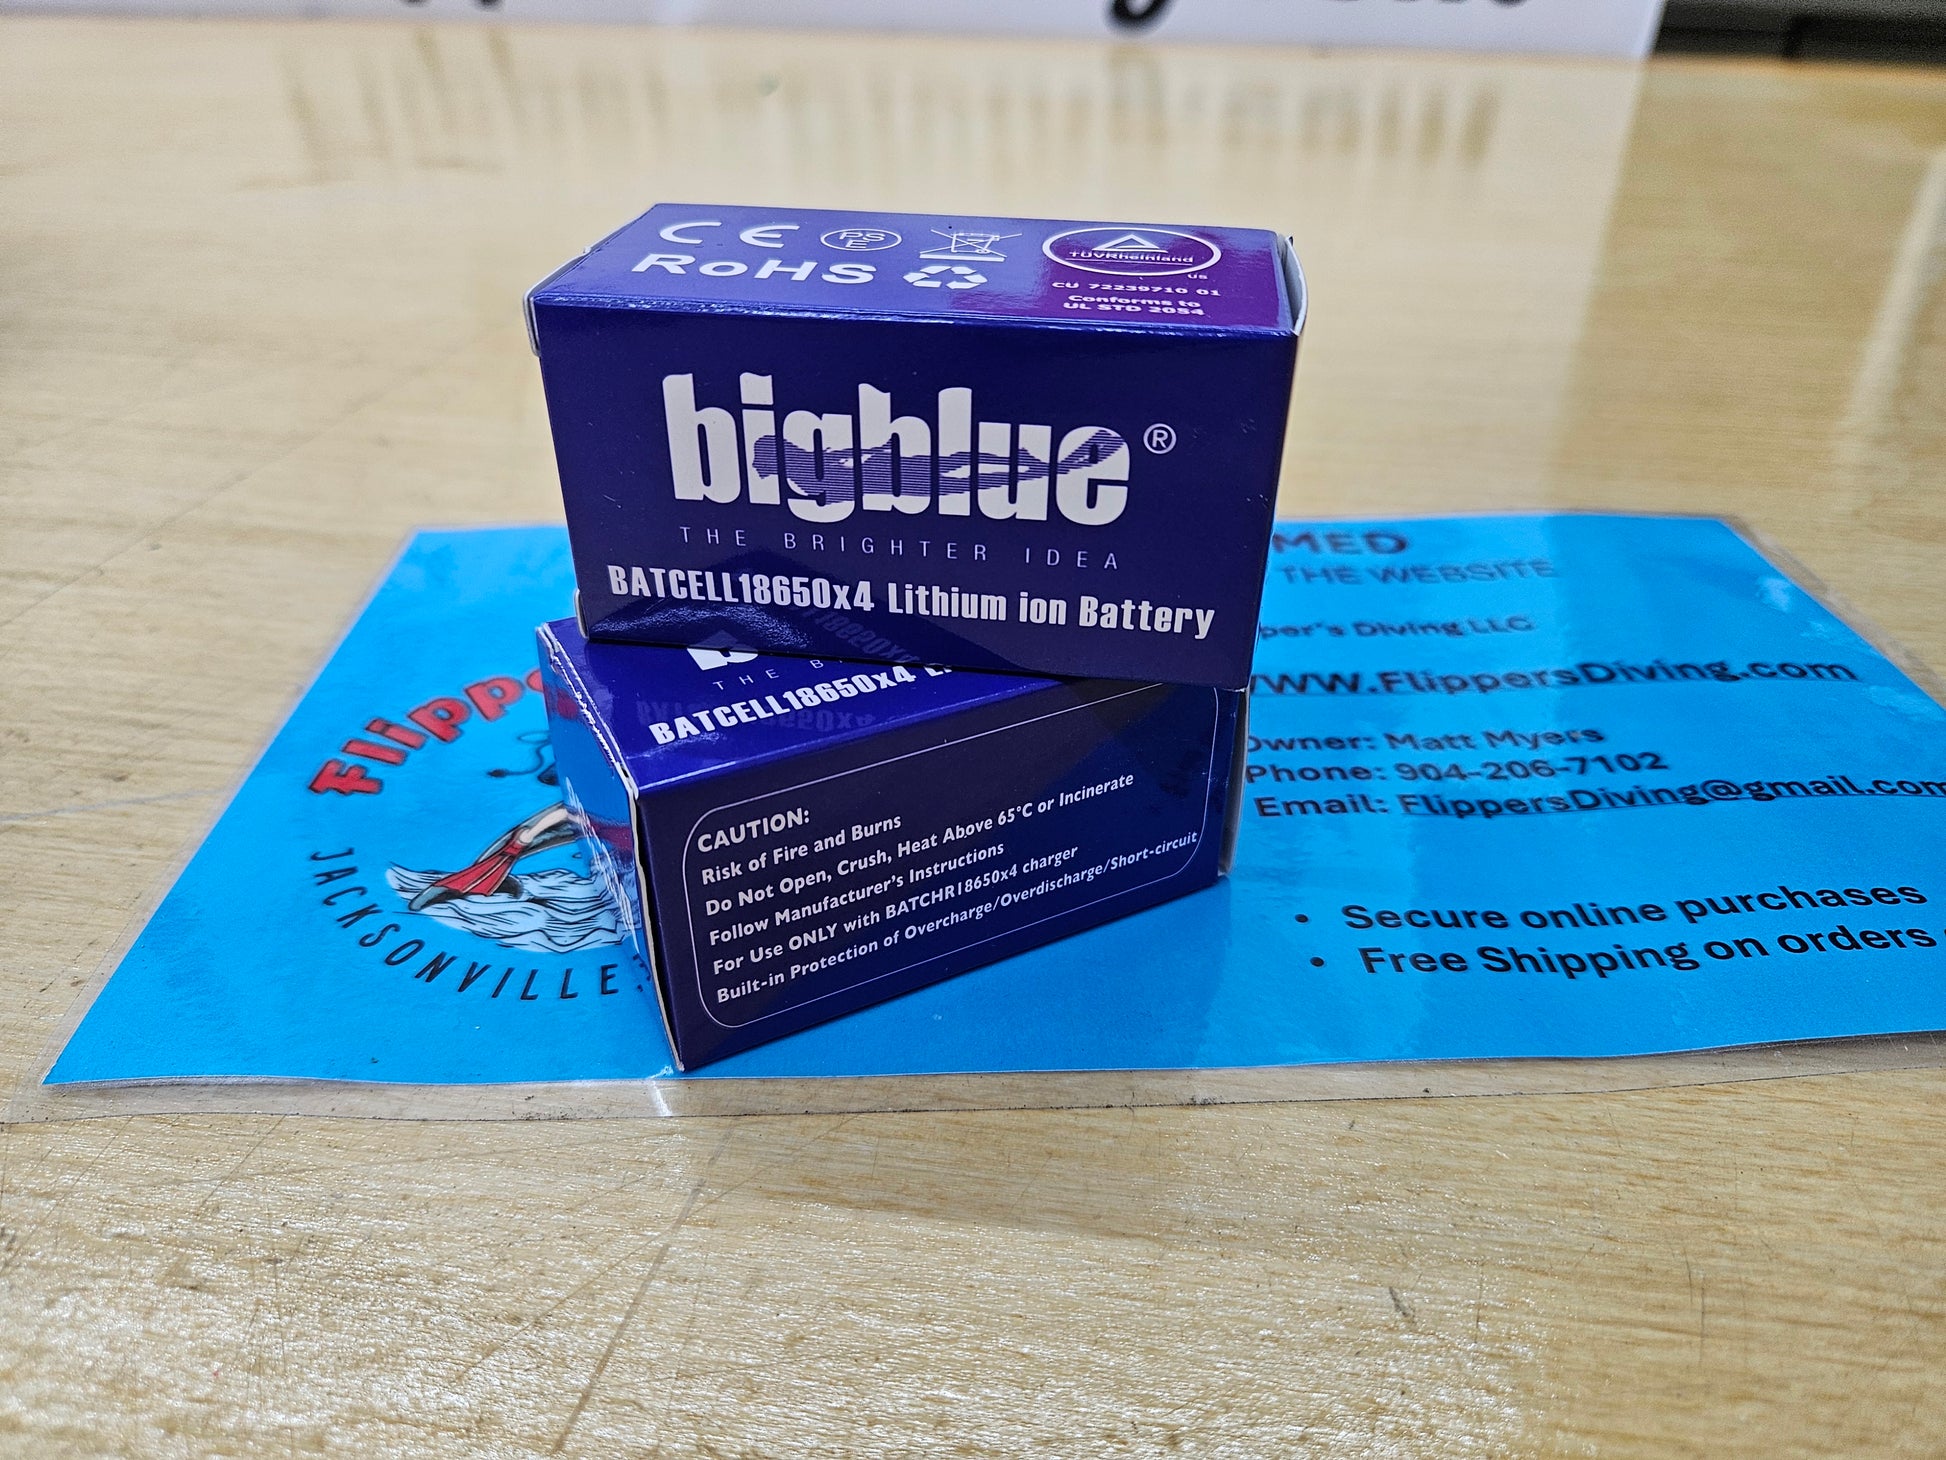 CE PSE
RoHS
TÜVRheinland
US
CU 72239710 01
Conforms to
UL STD 2054
bigblue®
THE BRIGHTER IDEA
BATCELL18650x4 Lithium ion Battery
THE
BATCELL18650x4
CAUTION:
Risk of Fire and Burns
Do Not Open, Crush, Heat Above 65°C or Incinerate
Follow Manufacturer's Instructions
For Use ONLY with BATCHR18650x4 charger
Built-in Protection of Overcharge/Overdischarge/Short-circuit
Flippe
JACKSONVILLE
MED
THE WEBSITE
per's Diving LLC
www.FlippersDiving.com
Owner: Matt Myers
Phone: 904-206-7102
Email: FlippersDiving@gmail.com
• Secure online purchases
• Free Shipping on orders